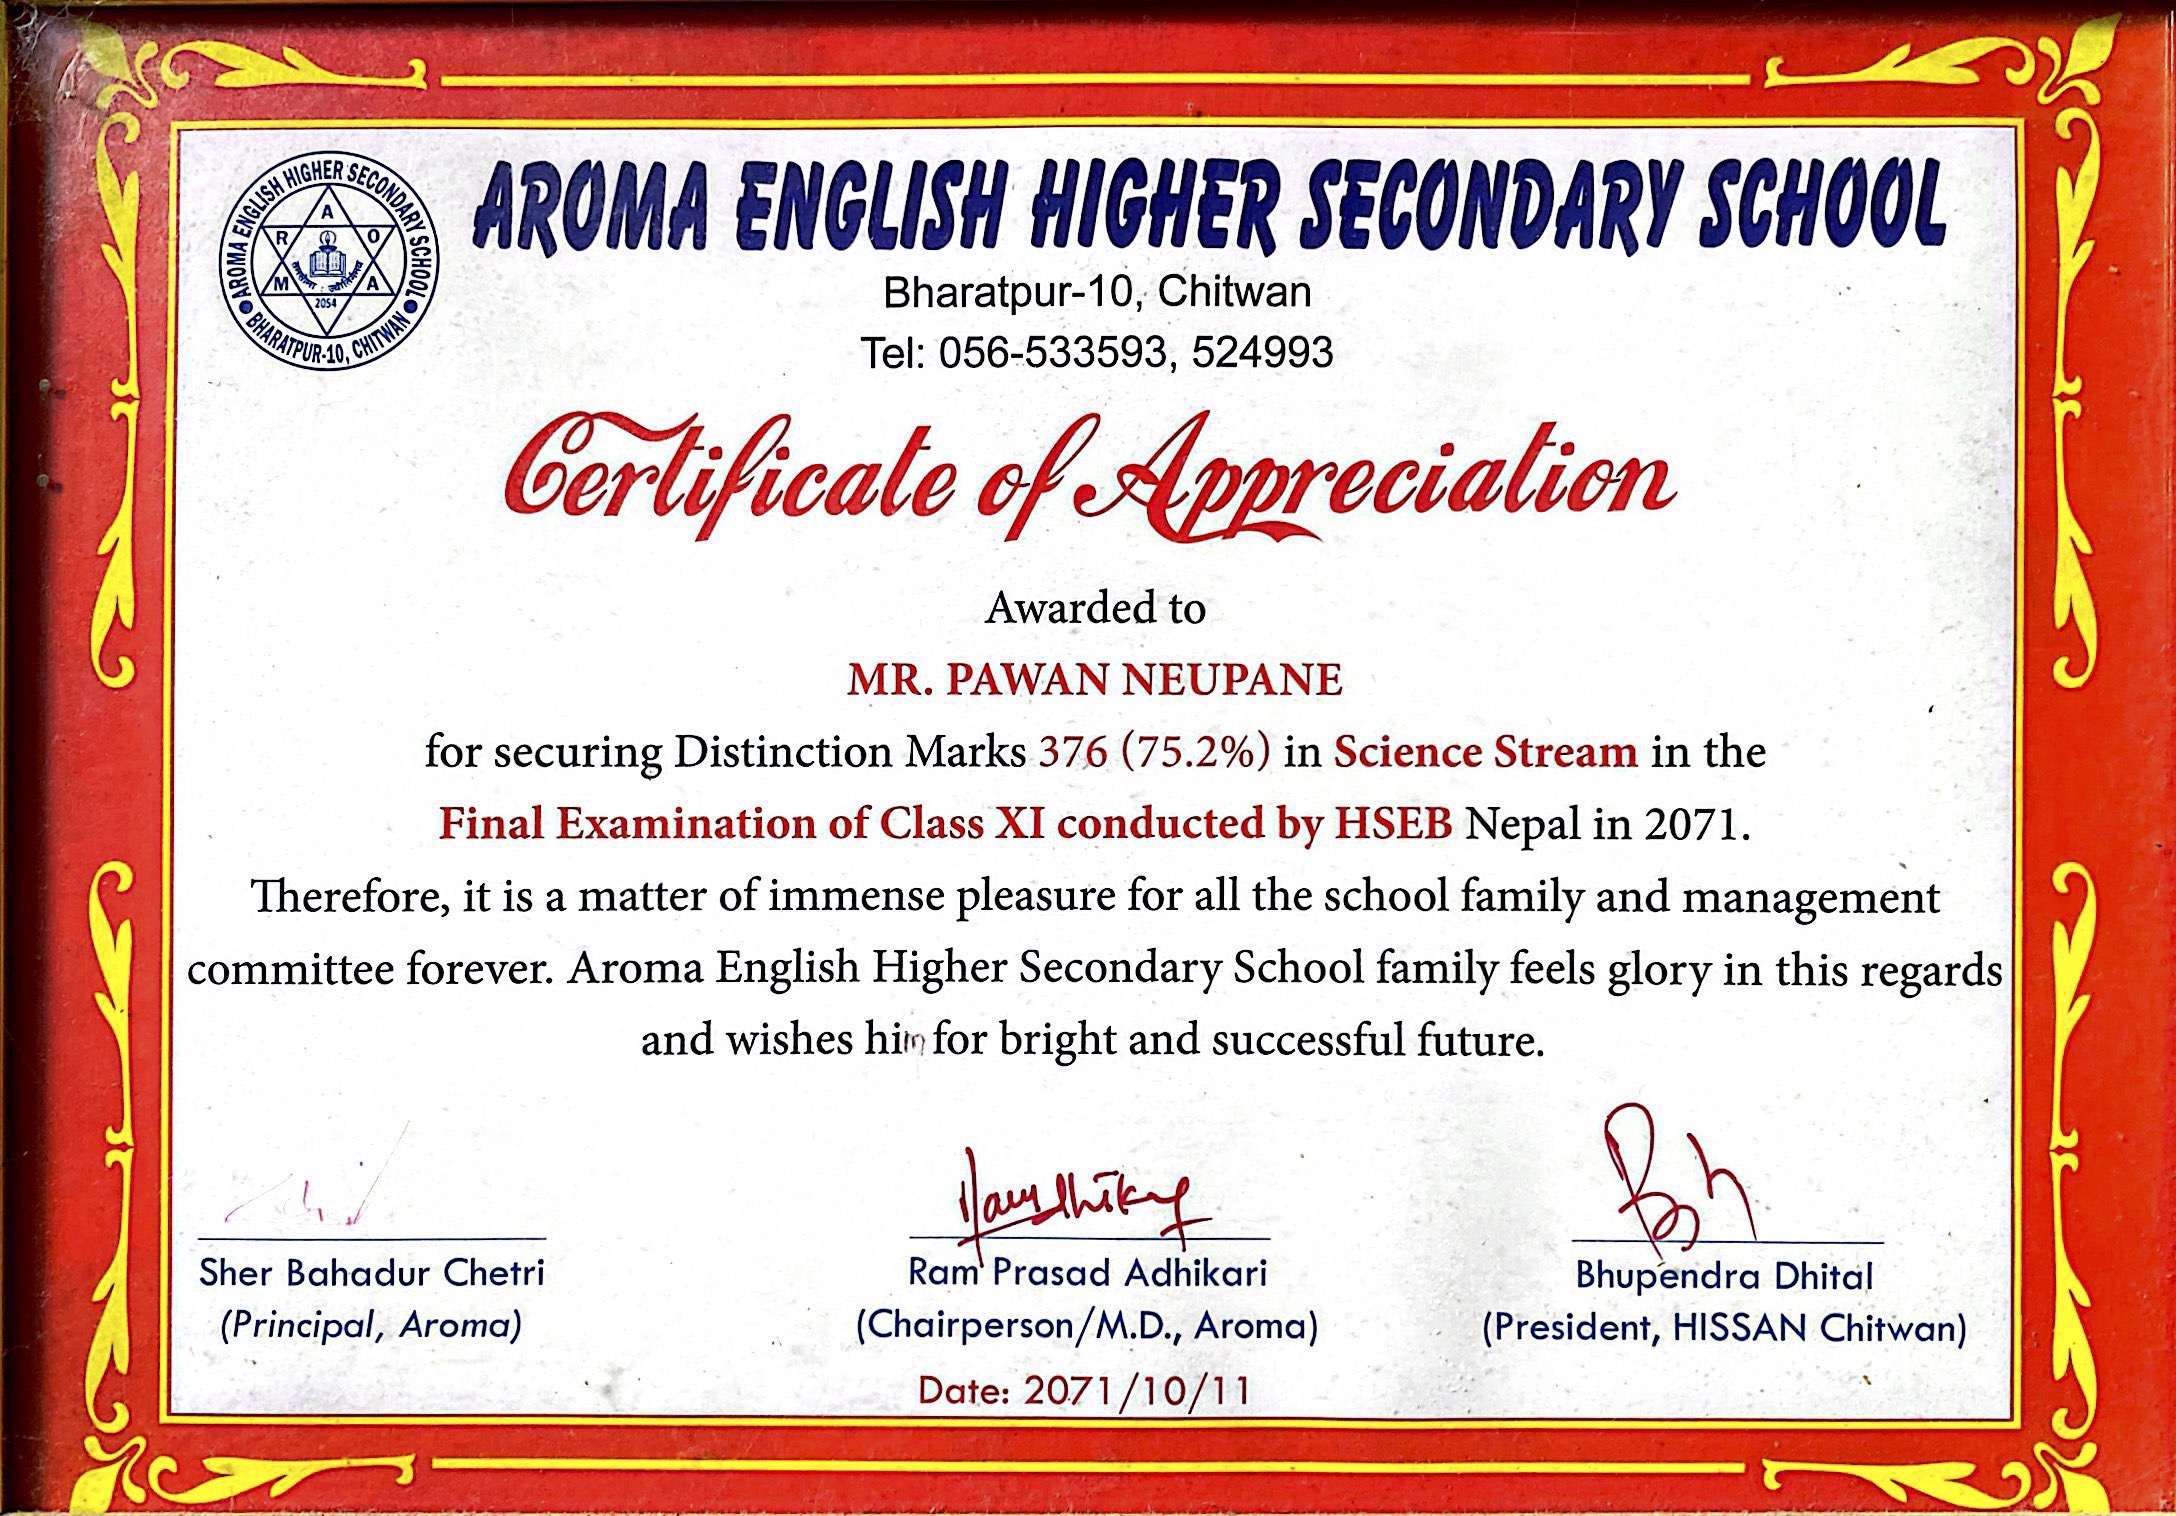 AROMA ENGLISH HIGHER SECONDARY SCHOOL
AROMA ENGLISH HIGHER SECONDARY SCHOOL
A
R O
M A
2054
BHARATPUR-10, CHITWAN
Bharatpur-10, Chitwan
Tel: 056-533593, 524993
Certificate of Appreciation
Awarded to
MR. PAWAN NEUPANE
for securing Distinction Marks 376 (75.2%) in Science Stream in the
Final Examination of Class XI conducted by HSEB Nepal in 2071.
Therefore, it is a matter of immense pleasure for all the school family and management
committee forever. Aroma English Higher Secondary School family feels glory in this regards
and wishes him for bright and successful future.
Sher Bahadur Chetri
(Principal, Aroma)
Ram Prasad Adhikari
(Chairperson/M.D., Aroma)
Bhupendra Dhital
(President, HISSAN Chitwan)
Date: 2071/10/11